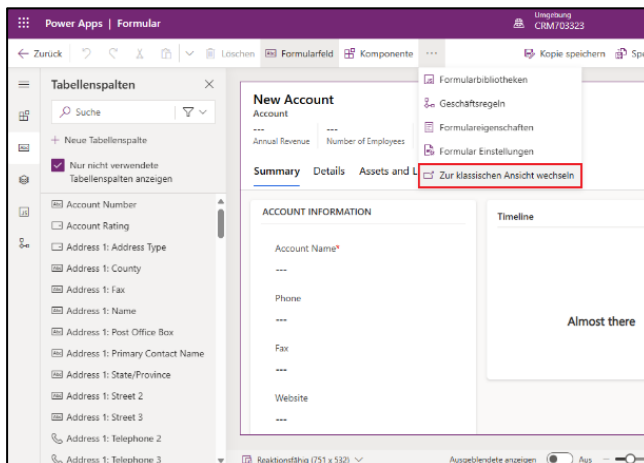 Power Apps | Formular
Umgebung
CRM703323
Zurück
Löschen
Formularfeld
Komponente
Kopie speichern
Tabellenspalten
Suche
Neue Tabellenspalte
Nur nicht verwendete
Tabellenspalten anzeigen
Account Number
Account Rating
Address 1: Address Type
Address 1: County
Address 1: Fax
Address 1: Name
Address 1: Post Office Box
Address 1: Primary Contact Name
Address 1: State/Province
Address 1: Street 2
Address 1: Street 3
Address 1: Telephone 2
Address 1: Telephone 3
New Account
Account
---
---
Annual Revenue
Number of Employees
Summary
Details
Assets and L
Formularbibliotheken
Geschäftsregeln
Formulareigenschaften
Formular Einstellungen
Zur klassischen Ansicht wechseln
ACCOUNT INFORMATION
Account Name*
---
Phone
---
Fax
---
Website
---
Timeline
Almost there
Reaktionsfähig (751 x 532)
Ausgeblendete anzeigen
Aus